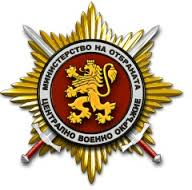 МИНИСТЕРСТВО НА ОТБРАНАТА
ЦЕНТРАЛНО ВОЕННО ОКРЪЖИЕ